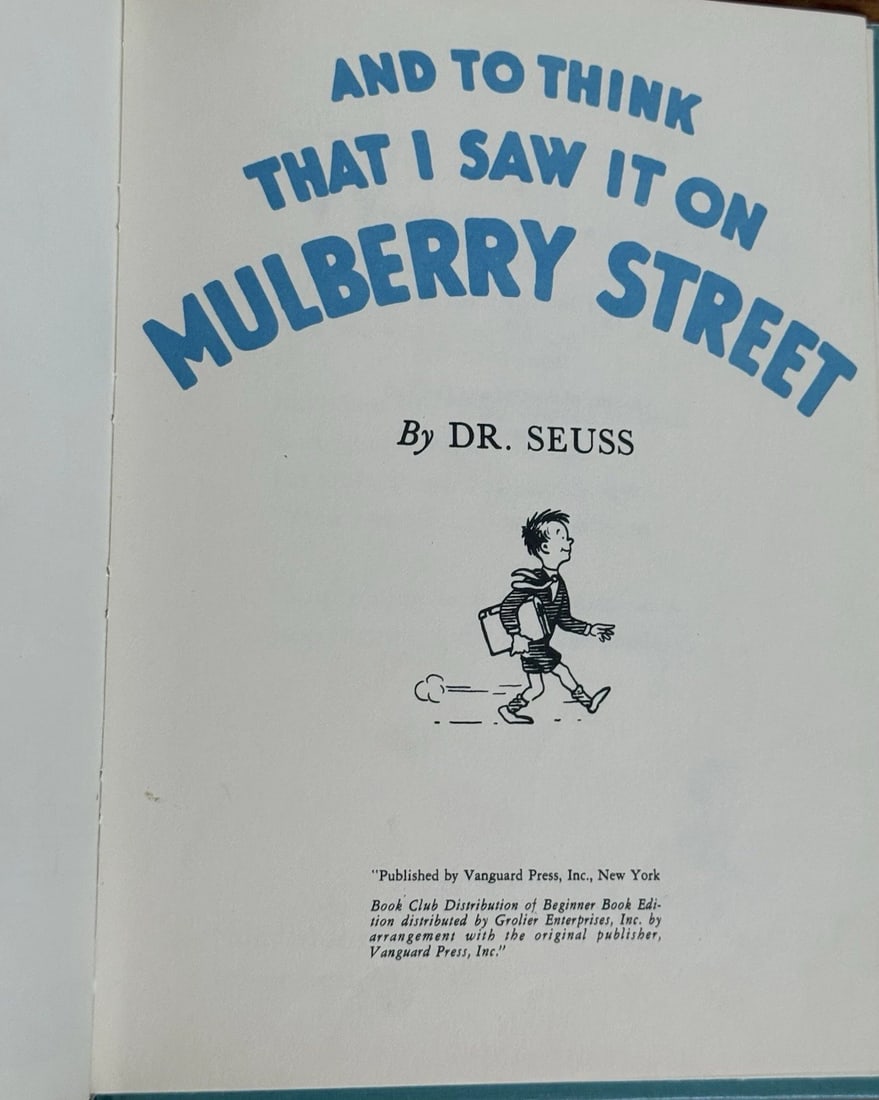 AND TO THINK
THAT I SAW IT ON
MULBERRY STREET
By DR. SEUSS
"Published by Vanguard Press, Inc., New York
Book Club Distribution of Beginner Book Edi-
tion distributed by Grolier Enterprises, Inc. by
arrangement with the original publisher,
Vanguard Press, Inc."